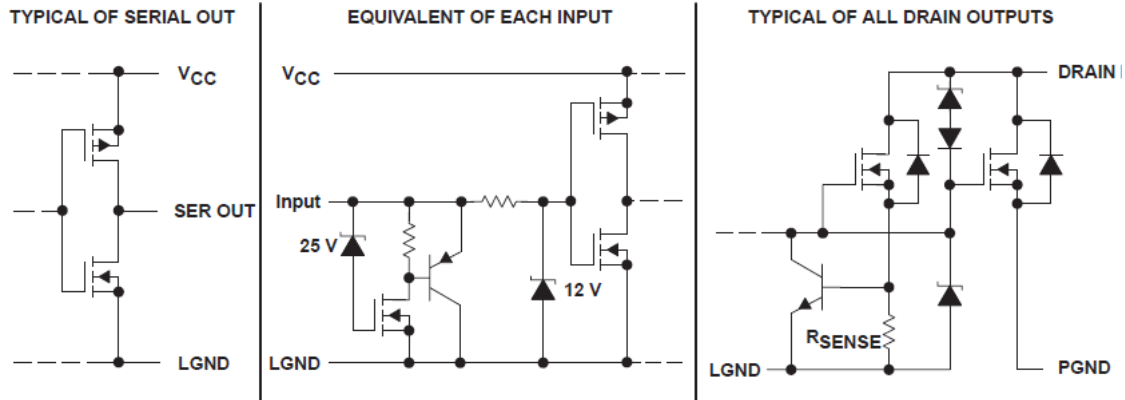 TYPICAL OF SERIAL OUT
VCC
SER OUT
LGND
EQUIVALENT OF EACH INPUT
VCC
Input
25 V
12 V
LGND
TYPICAL OF ALL DRAIN OUTPUTS
DRAIN
RSENSE
LGND
PGND